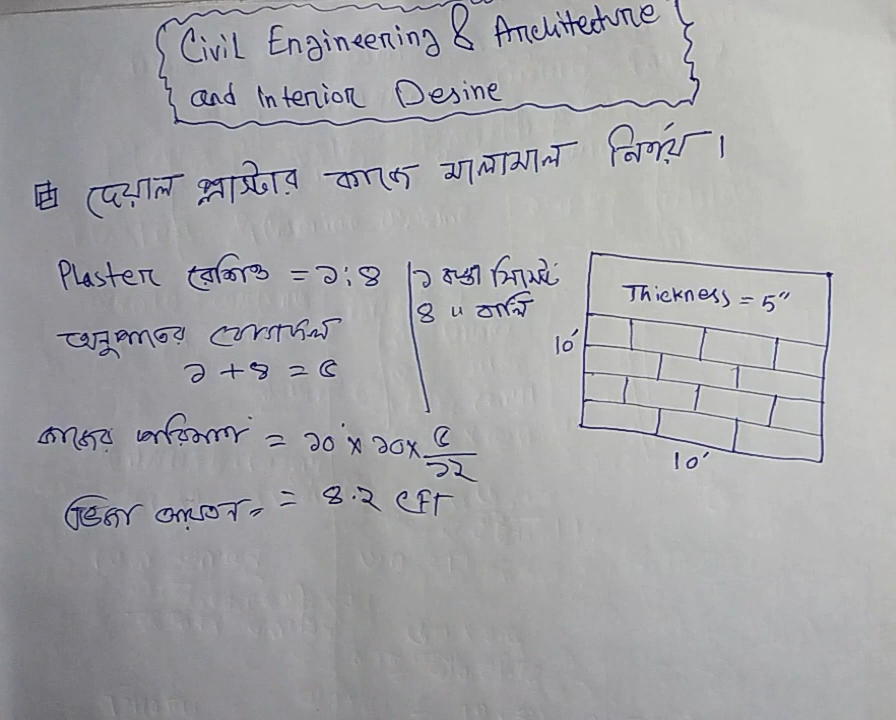 Civil Engineering & Architecture
and Interior Desine
দেয়াল প্লাস্টার কাজে মালামাল নির্ণয়।
Plaster রেশিও = ১:৪
১ বস্তা সিমেন্ট
৪ " বালি
অনুপাতের যোগফল
১+৪ = ৫
Thickness = 5"
10'
10'
কাজের পরিমাণ = ১০' × ১০ × ৫/১২
ভিজা আয়তন = = ৪.২ cft